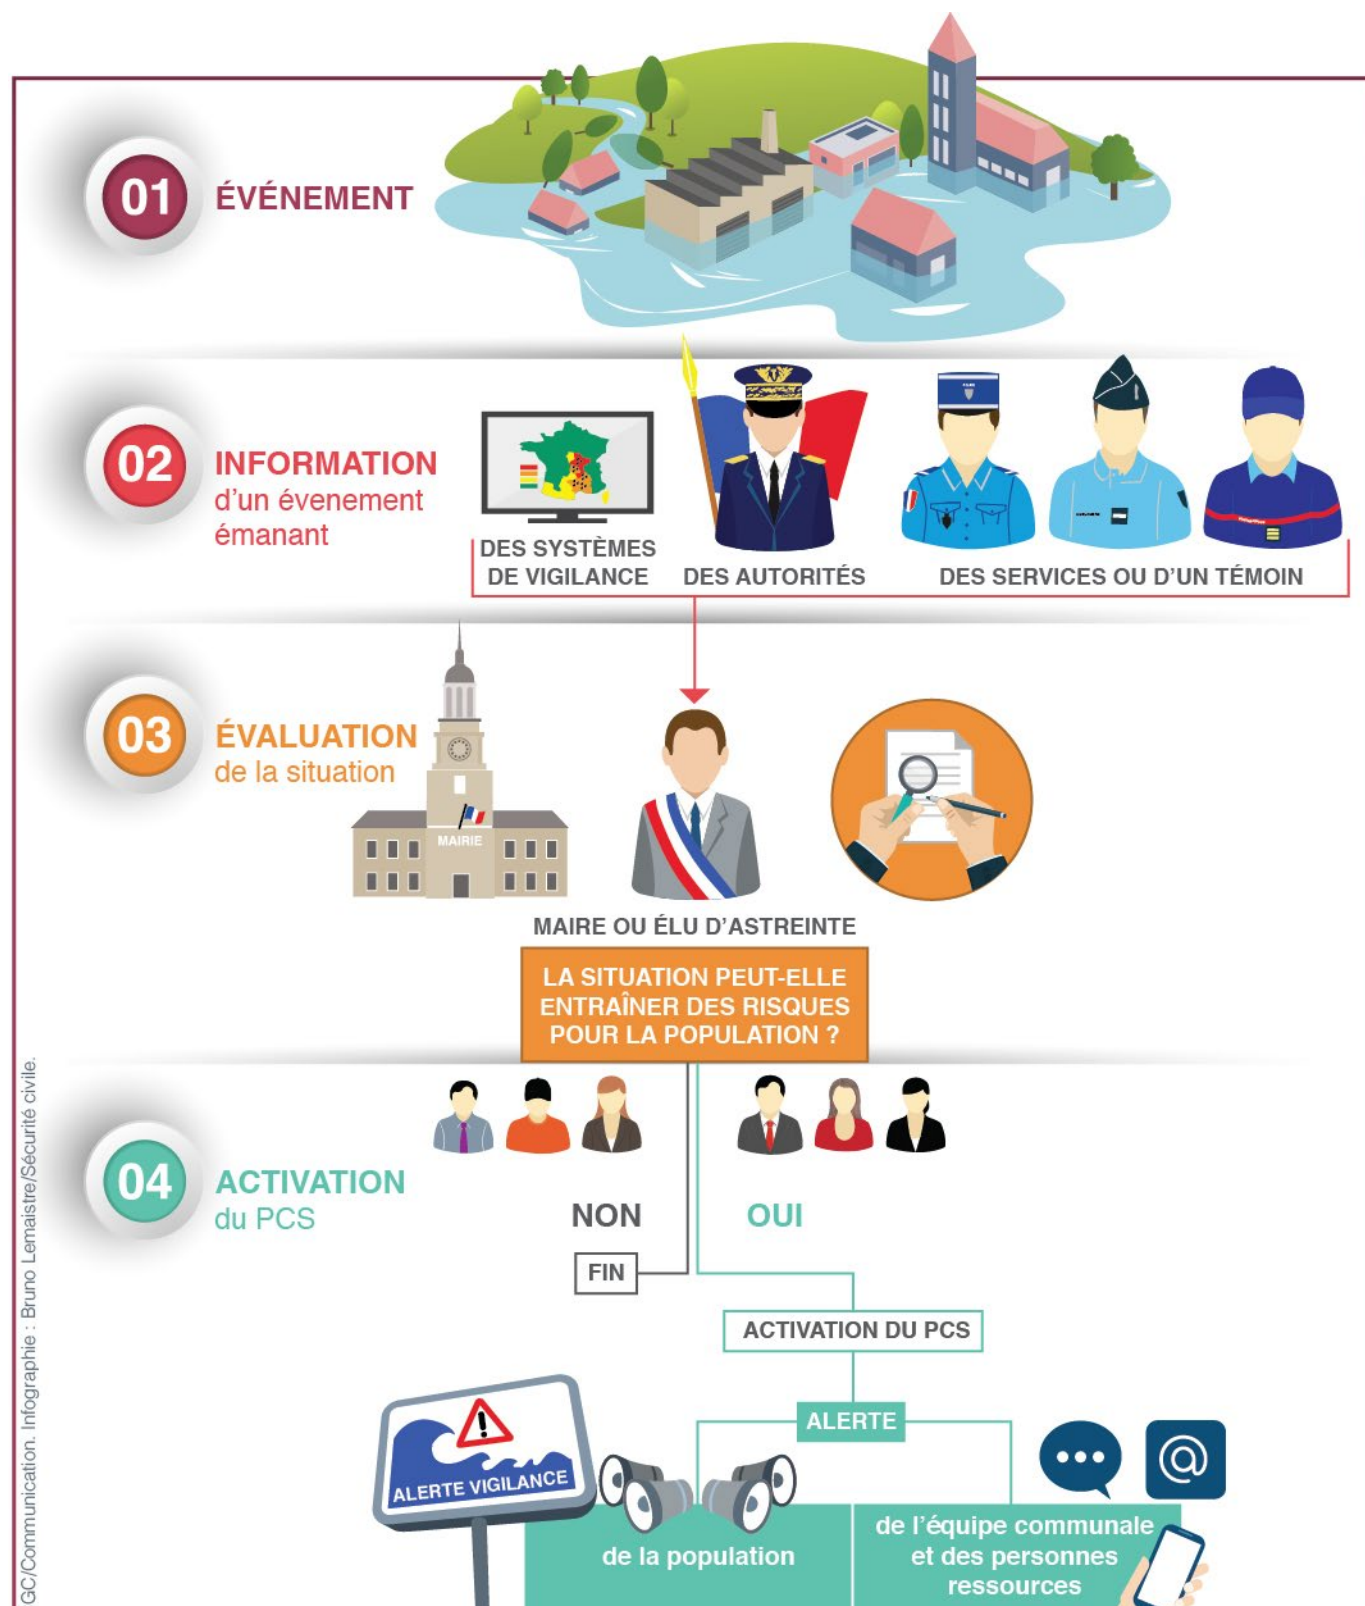 01
ÉVÉNEMENT
02
INFORMATION
d'un évenement
émanant
DES SYSTÈMES
DE VIGILANCE
DES AUTORITÉS
DES SERVICES OU D'UN TÉMOIN
03
ÉVALUATION
de la situation
MAIRIE
MAIRE OU ÉLU D'ASTREINTE
LA SITUATION PEUT-ELLE
ENTRAÎNER DES RISQUES
POUR LA POPULATION ?
04
ACTIVATION
du PCS
NON
OUI
FIN
ACTIVATION DU PCS
ALERTE
ALERTE VIGILANCE
@
de la population
de l'équipe communale
et des personnes
ressources
GC/Communication. Infographie : Bruno Lemaistre/Sécurité civile.